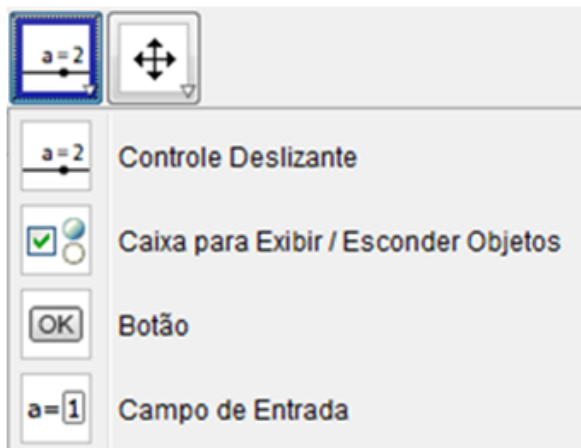 a = 2
a = 2 Controle Deslizante
Caixa para Exibir / Esconder Objetos
OK Botão
a=1 Campo de Entrada